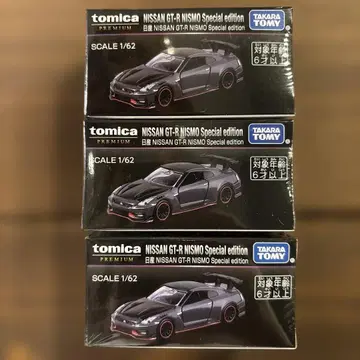 tomica NISSAN GT-R NISMO Special edition TAKARA TOMY
PREMIUM 日産 NISSAN GT-R NISMO Special edition
SCALE 1/62 対象年齢
6才以上
tomica NISSAN GT-R NISMO Special edition TAKARA TOMY
PREMIUM 日産 NISSAN GT-R NISMO Special edition
SCALE 1/62 対象年齢
6才以上
tomica NISSAN GT-R NISMO Special edition TAKARA TOMY
PREMIUM 日産 NISSAN GT-R NISMO Special edition
SCALE 1/62 対象年齢
6才以上